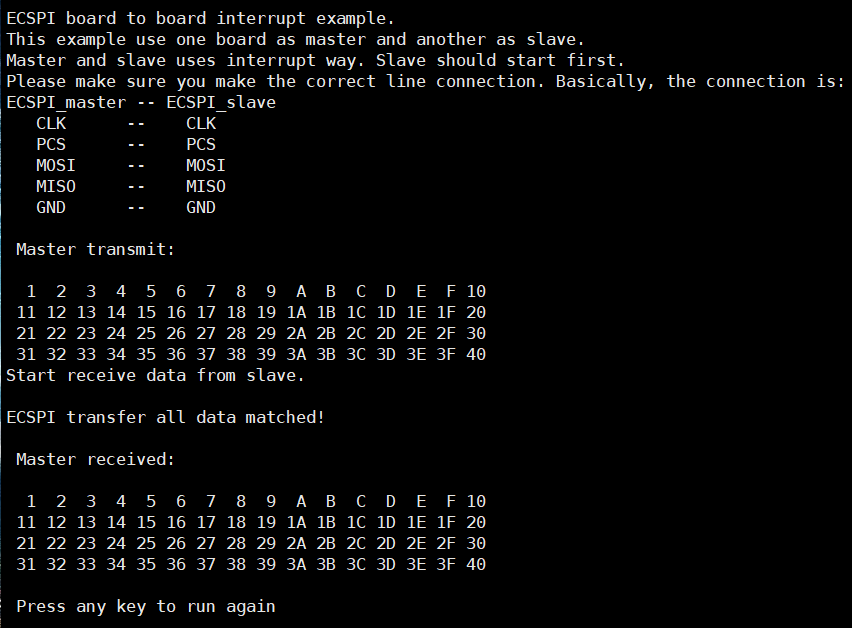 ECSPI board to board interrupt example.
This example use one board as master and another as slave.
Master and slave uses interrupt way. Slave should start first.
Please make sure you make the correct line connection. Basically, the connection is:
ECSPI_master -- ECSPI_slave
CLK -- CLK
PCS -- PCS
MOSI -- MOSI
MISO -- MISO
GND -- GND
Master transmit:
1 2 3 4 5 6 7 8 9 A B C D E F 10
11 12 13 14 15 16 17 18 19 1A 1B 1C 1D 1E 1F 20
21 22 23 24 25 26 27 28 29 2A 2B 2C 2D 2E 2F 30
31 32 33 34 35 36 37 38 39 3A 3B 3C 3D 3E 3F 40
Start receive data from slave.
ECSPI transfer all data matched!
Master received:
1 2 3 4 5 6 7 8 9 A B C D E F 10
11 12 13 14 15 16 17 18 19 1A 1B 1C 1D 1E 1F 20
21 22 23 24 25 26 27 28 29 2A 2B 2C 2D 2E 2F 30
31 32 33 34 35 36 37 38 39 3A 3B 3C 3D 3E 3F 40
Press any key to run again